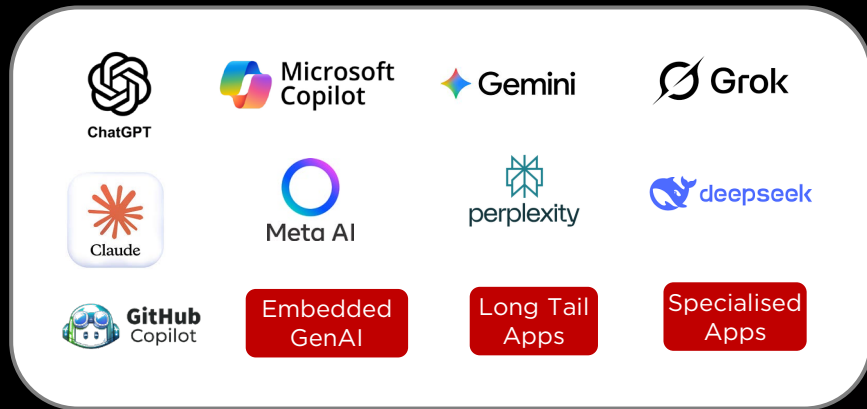 ChatGPT
Microsoft
Copilot
Gemini
Grok
Claude
Meta AI
perplexity
deepseek
GitHub
Copilot
Embedded
GenAI
Long Tail
Apps
Specialised
Apps